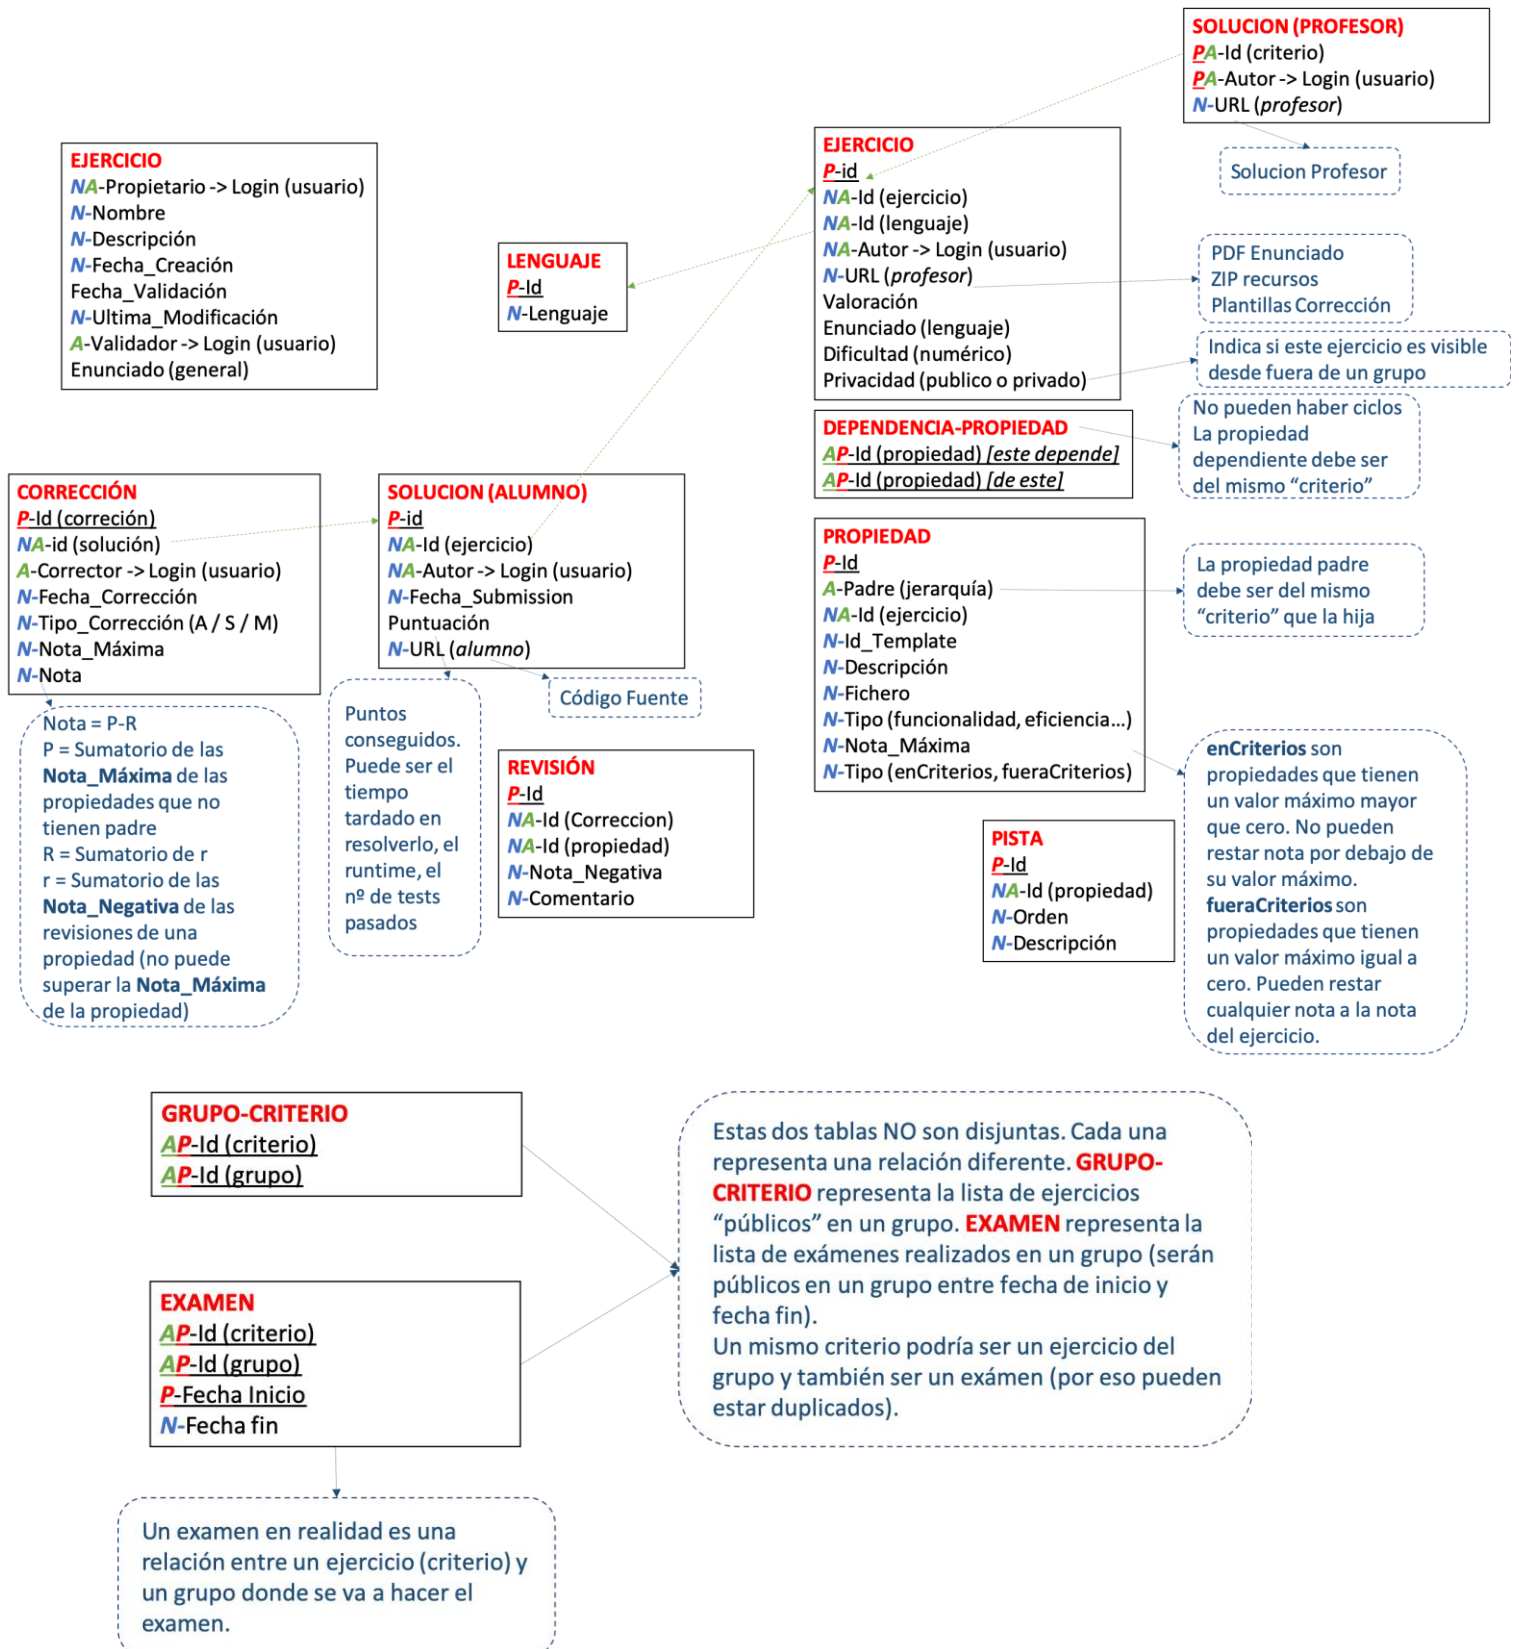 SOLUCION (PROFESOR)
PA-Id (criterio)
PA-Autor -> Login (usuario)
N-URL (profesor)
Solucion Profesor
EJERCICIO
NA-Propietario -> Login (usuario)
N-Nombre
N-Descripción
N-Fecha_Creación
Fecha_Validación
N-Ultima_Modificación
A-Validador -> Login (usuario)
Enunciado (general)
LENGUAJE
P-Id
N-Lenguaje
EJERCICIO
P-id
NA-Id (ejercicio)
NA-Id (lenguaje)
NA-Autor -> Login (usuario)
N-URL (profesor)
Valoración
Enunciado (lenguaje)
Dificultad (numérico)
Privacidad (publico o privado)
PDF Enunciado
ZIP recursos
Plantillas Corrección
Indica si este ejercicio es visible
desde fuera de un grupo
DEPENDENCIA-PROPIEDAD
AP-Id (propiedad) [este depende]
AP-Id (propiedad) [de este]
No pueden haber ciclos
La propiedad
dependiente debe ser
del mismo “criterio”
CORRECCIÓN
P-Id (correción)
NA-id (solución)
A-Corrector -> Login (usuario)
N-Fecha_Corrección
N-Tipo_Corrección (A / S / M)
N-Nota_Máxima
N-Nota
SOLUCION (ALUMNO)
P-id
NA-Id (ejercicio)
NA-Autor -> Login (usuario)
N-Fecha_Submission
Puntuación
N-URL (alumno)
PROPIEDAD
P-Id
A-Padre (jerarquía)
NA-Id (ejercicio)
N-Id_Template
N-Descripción
N-Fichero
N-Tipo (funcionalidad, eficiencia...)
N-Nota_Máxima
N-Tipo (enCriterios, fueraCriterios)
La propiedad padre
debe ser del mismo
“criterio” que la hija
Nota = P-R
P = Sumatorio de las
Nota_Máxima de las
propiedades que no
tienen padre
R = Sumatorio de r
r = Sumatorio de las
Nota_Negativa de las
revisiones de una
propiedad (no puede
superar la Nota_Máxima
de la propiedad)
Puntos
conseguidos.
Puede ser el
tiempo
tardado en
resolverlo, el
runtime, el
nº de tests
pasados
Código Fuente
REVISIÓN
P-Id
NA-Id (Correccion)
NA-Id (propiedad)
N-Nota_Negativa
N-Comentario
PISTA
P-Id
NA-Id (propiedad)
N-Orden
N-Descripción
enCriterios son
propiedades que tienen
un valor máximo mayor
que cero. No pueden
restar nota por debajo de
su valor máximo.
fueraCriterios son
propiedades que tienen
un valor máximo igual a
cero. Pueden restar
cualquier nota a la nota
del ejercicio.
GRUPO-CRITERIO
AP-Id (criterio)
AP-Id (grupo)
EXAMEN
AP-Id (criterio)
AP-Id (grupo)
P-Fecha Inicio
N-Fecha fin
Estas dos tablas NO son disjuntas. Cada una
representa una relación diferente. GRUPO-
CRITERIO representa la lista de ejercicios
“públicos” en un grupo. EXAMEN representa la
lista de exámenes realizados en un grupo (serán
públicos en un grupo entre fecha de inicio y
fecha fin).
Un mismo criterio podría ser un ejercicio del
grupo y también ser un exámen (por eso pueden
estar duplicados).
Un examen en realidad es una
relación entre un ejercicio (criterio) y
un grupo donde se va a hacer el
examen.